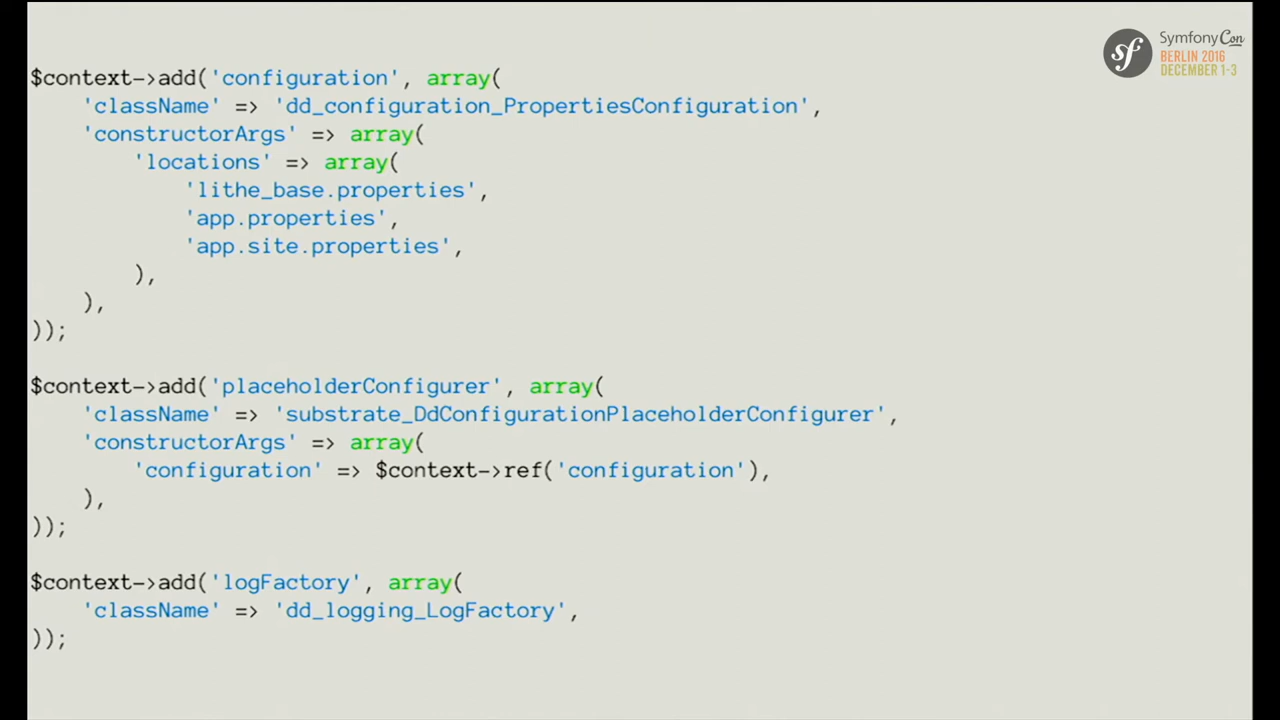 SymfonyCon
BERLIN 2016
DECEMBER 1-3
$context->add('configuration', array(
    'className' => 'dd_configuration_PropertiesConfiguration',
    'constructorArgs' => array(
        'locations' => array(
            'lithe_base.properties',
            'app.properties',
            'app.site.properties',
        ),
    ),
));
$context->add('placeholderConfigurer', array(
    'className' => 'substrate_DdConfigurationPlaceholderConfigurer',
    'constructorArgs' => array(
        'configuration' => $context->ref('configuration'),
    ),
));
$context->add('logFactory', array(
    'className' => 'dd_logging_LogFactory',
));